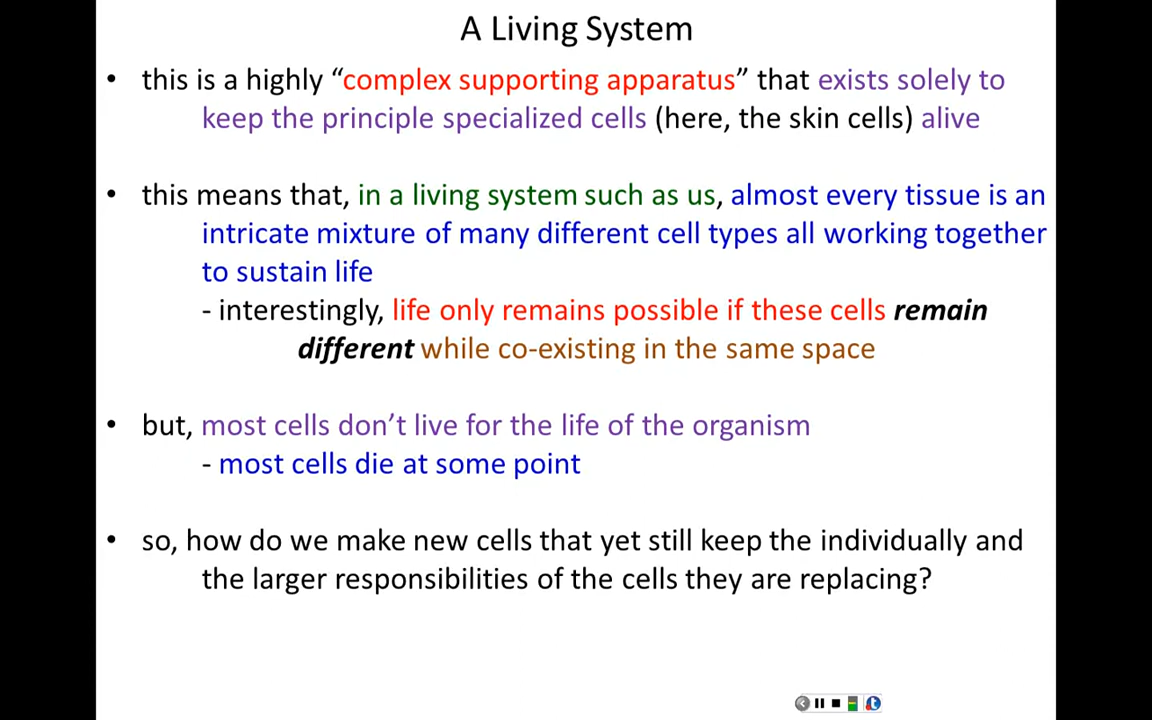 A Living System
• this is a highly “complex supporting apparatus” that exists solely to
keep the principle specialized cells (here, the skin cells) alive
• this means that, in a living system such as us, almost every tissue is an
intricate mixture of many different cell types all working together
to sustain life
- interestingly, life only remains possible if these cells remain
different while co-existing in the same space
• but, most cells don’t live for the life of the organism
- most cells die at some point
• so, how do we make new cells that yet still keep the individually and
the larger responsibilities of the cells they are replacing?